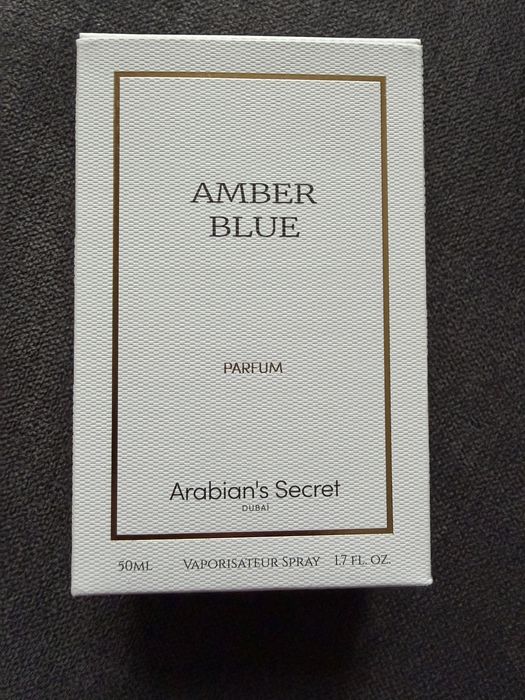 AMBER
BLUE
PARFUM
Arabian's Secret
DUBAI
50ML VAPORISATEUR SPRAY 1.7 FL. OZ.